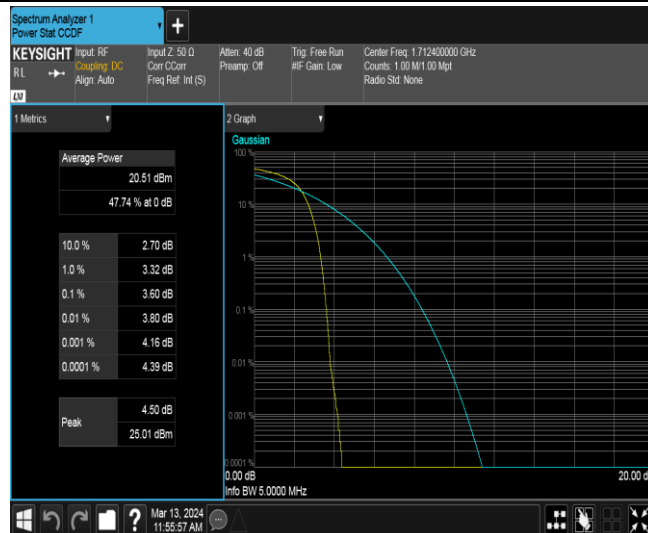 Spectrum Analyzer 1
Power Stat CCDF
KEYSIGHT
RL
LXI
Input: RF
Coupling: DC
Align: Auto
Input Z: 50 Ω
Corr CCorr
Freq Ref: Int (S)
Atten: 40 dB
Preamp: Off
Trig: Free Run
#IF Gain: Low
Center Freq: 1.712400000 GHz
Counts: 1.00 M/1.00 Mpt
Radio Std: None
1 Metrics
Average Power
20.51 dBm
47.74 % at 0 dB
10.0 % 2.70 dB
1.0 % 3.32 dB
0.1 % 3.60 dB
0.01 % 3.80 dB
0.001 % 4.16 dB
0.0001 % 4.39 dB
Peak
4.50 dB
25.01 dBm
2 Graph
Gaussian
100 %
10 %
1 %
0.1 %
0.01 %
0.001 %
0.0001 %
0.00 dB
20.00 d
Info BW 5.0000 MHz
?
Mar 13, 2024
11:55:57 AM